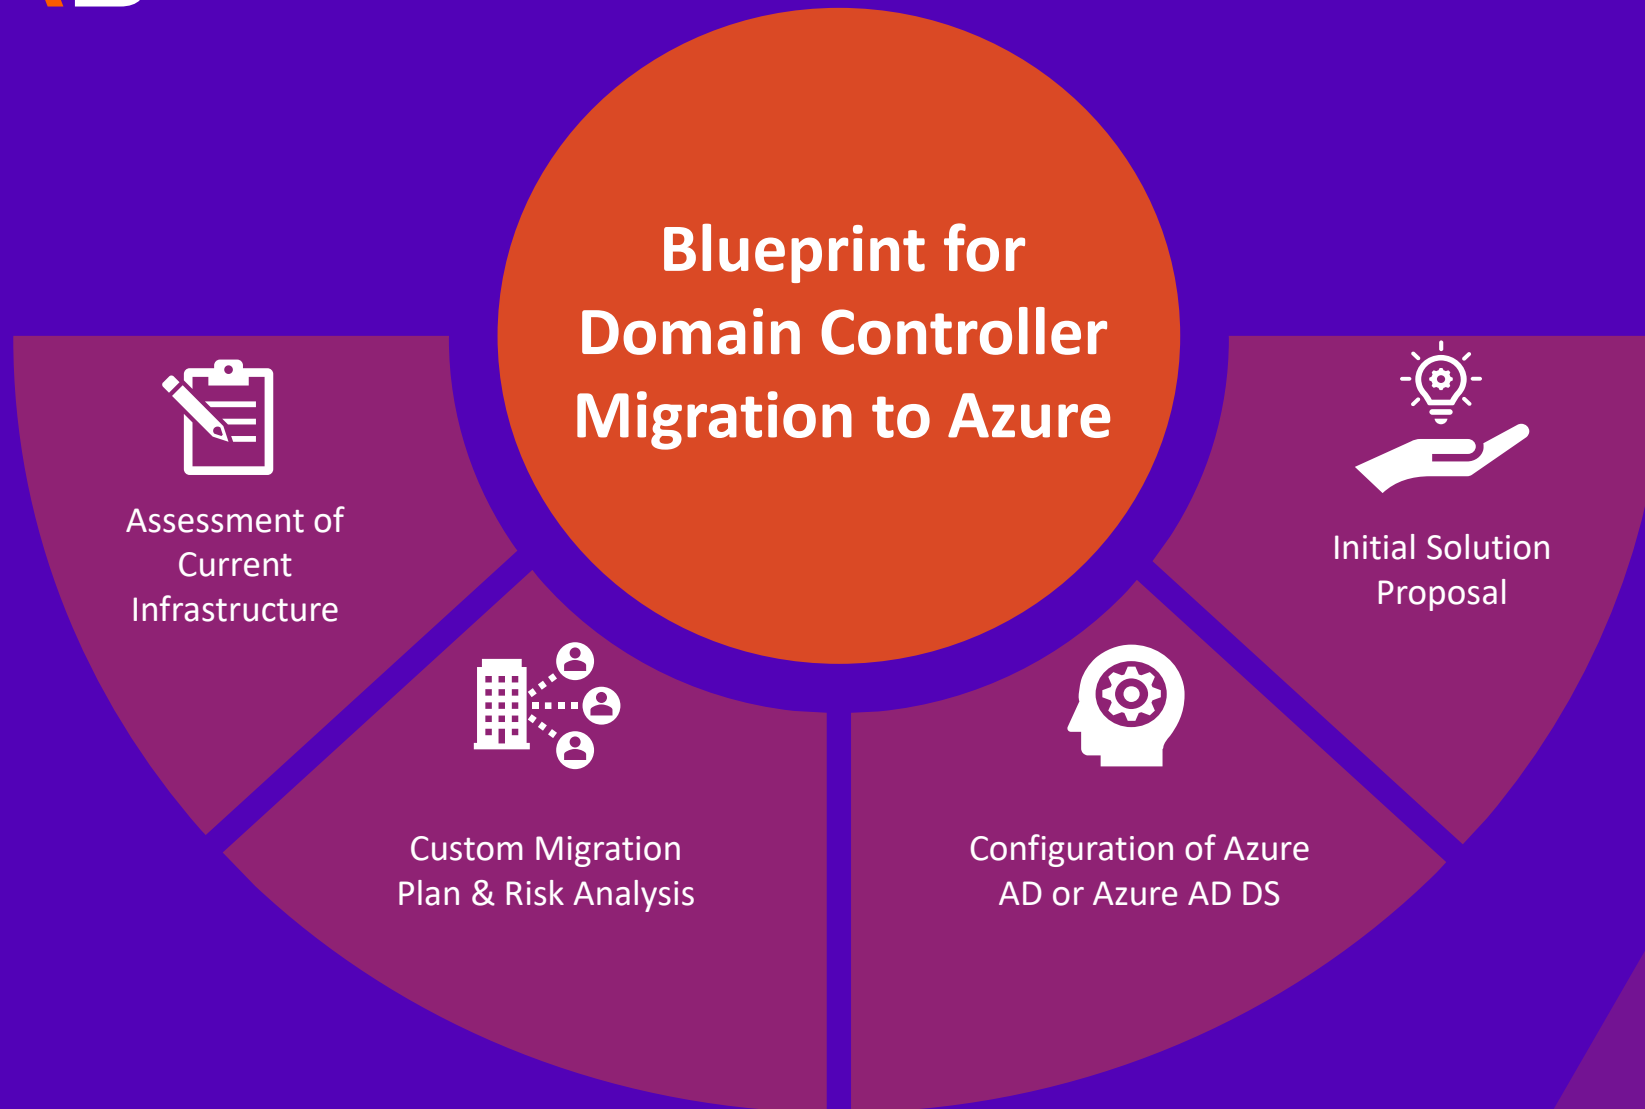 Blueprint for
Domain Controller
Migration to Azure
Assessment of
Current
Infrastructure
Custom Migration
Plan & Risk Analysis
Configuration of Azure
AD or Azure AD DS
Initial Solution
Proposal